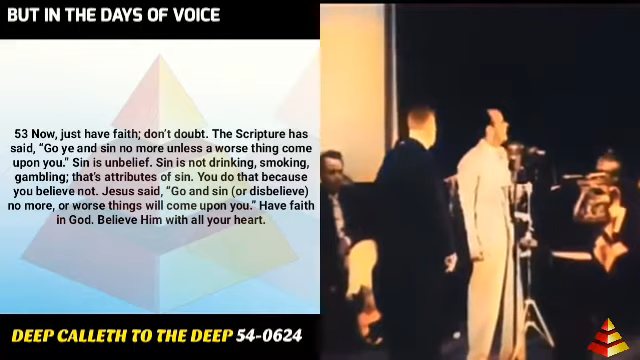 BUT IN THE DAYS OF VOICE
53 Now, just have faith; don't doubt. The Scripture has
said, “Go ye and sin no more unless a worse thing come
upon you.” Sin is unbelief. Sin is not drinking, smoking,
gambling; that's attributes of sin. You do that because
you believe not. Jesus said, “Go and sin (or disbelieve)
no more, or worse things will come upon you.” Have faith
in God. Believe Him with all your heart.
DEEP CALLETH TO THE DEEP 54-0624